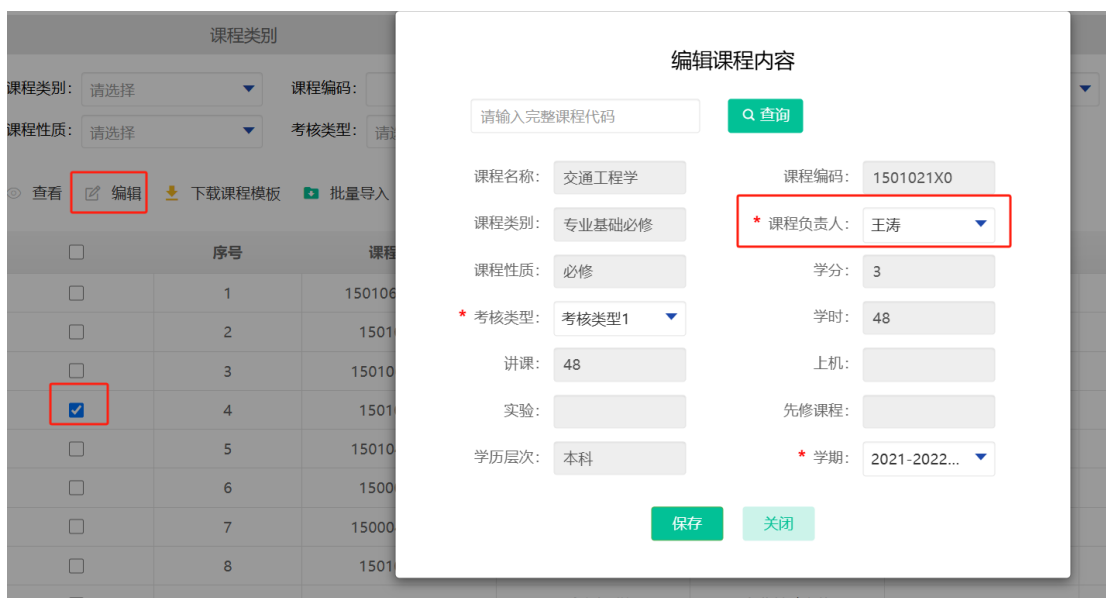 课程类别
课程类别: 请选择 课程编码:
课程性质: 请选择 考核类型:
查看 编辑 下载课程模板 批量导入
序号 课程
1 150106
2 1501
3 15010
4 1501
5 15010
6 1500
7 15000
8 1501
编辑课程内容
请输入完整课程代码 查询
课程名称: 交通工程学 课程编码: 1501021X0
课程类别: 专业基础必修 * 课程负责人: 王涛
课程性质: 必修 学分: 3
* 考核类型: 考核类型1 学时: 48
讲课: 48 上机:
实验: 先修课程:
学历层次: 本科 * 学期: 2021-2022...
保存 关闭